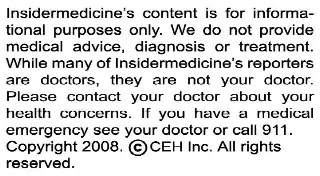 Insidermedicine's content is for informa-
tional purposes only. We do not provide
medical advice, diagnosis or treatment.
While many of Insidermedicine's reporters
are doctors, they are not your doctor.
Please contact your doctor about your
health concerns. If you have a medical
emergency see your doctor or call 911.
Copyright 2008. ©CEH Inc. All rights
reserved.